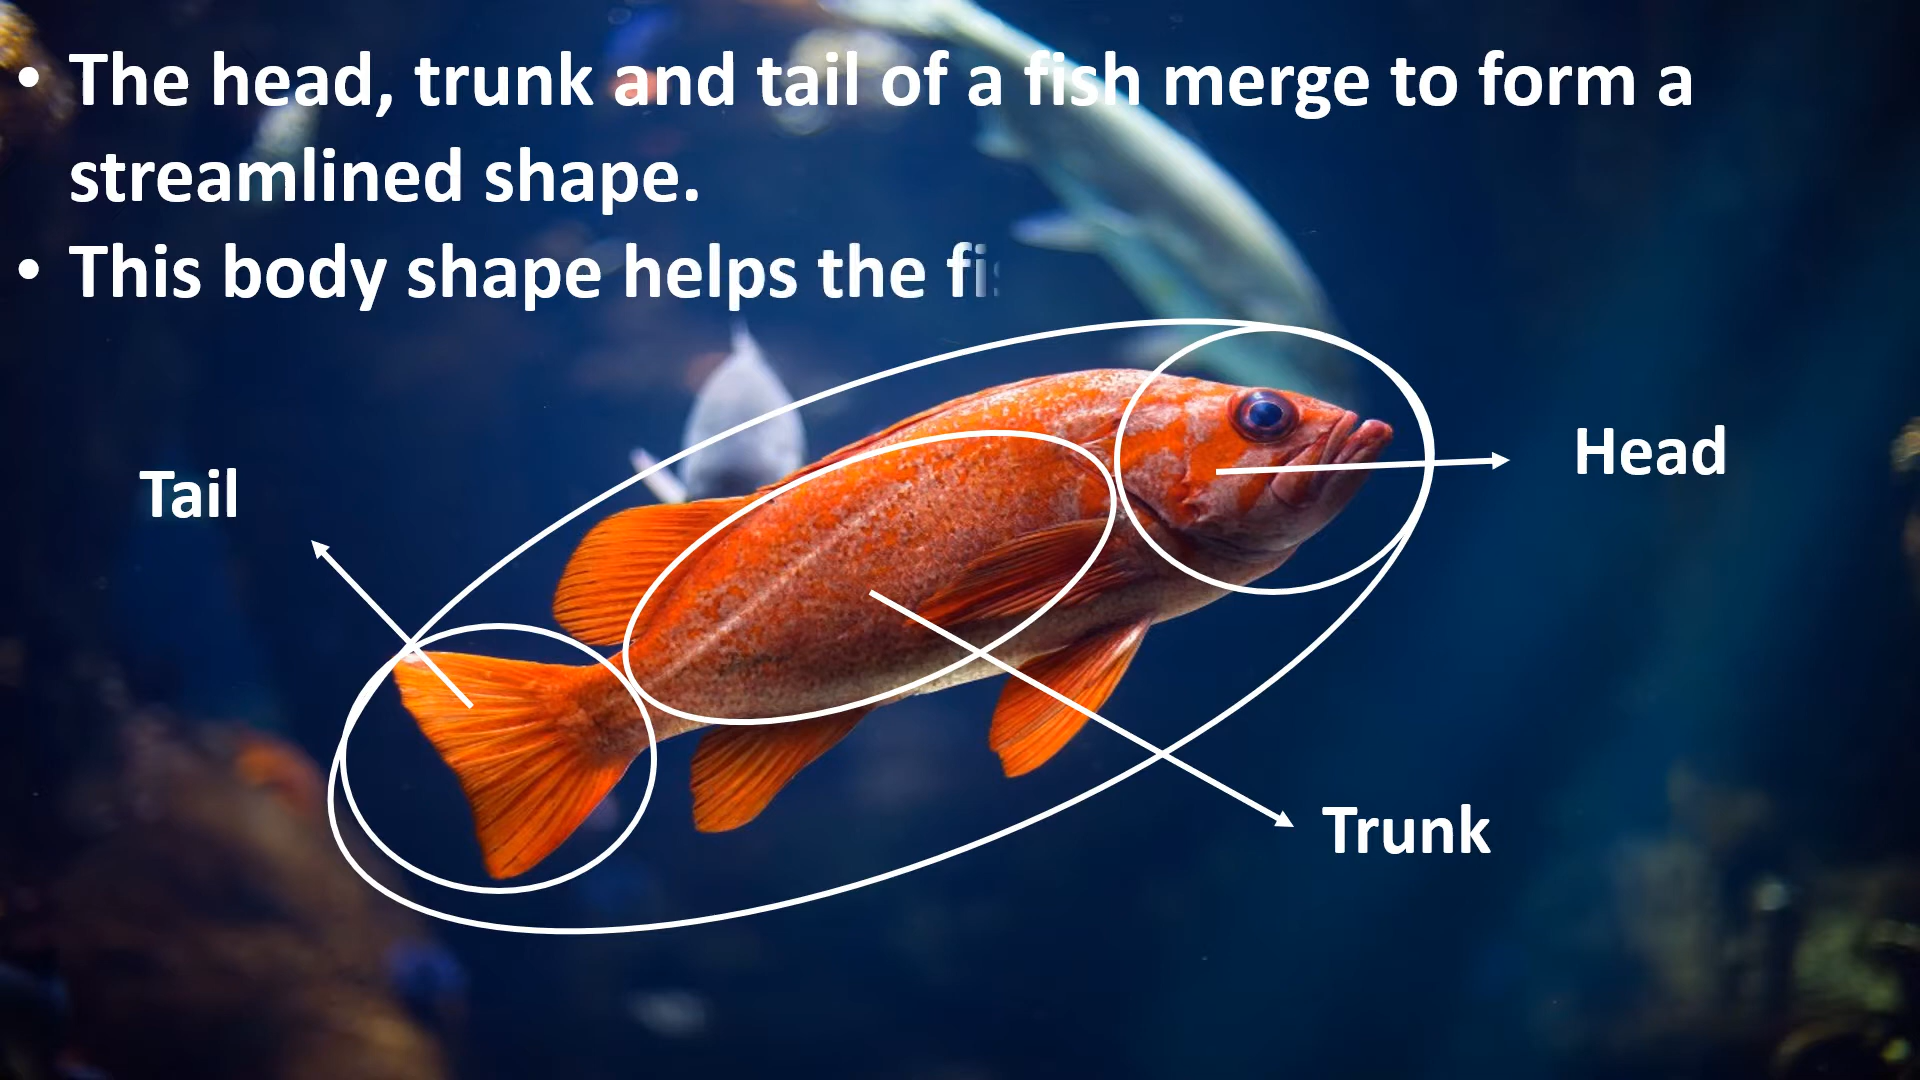 • The head, trunk and tail of a fish merge to form a
streamlined shape.
• This body shape helps the
Tail
Head
Trunk